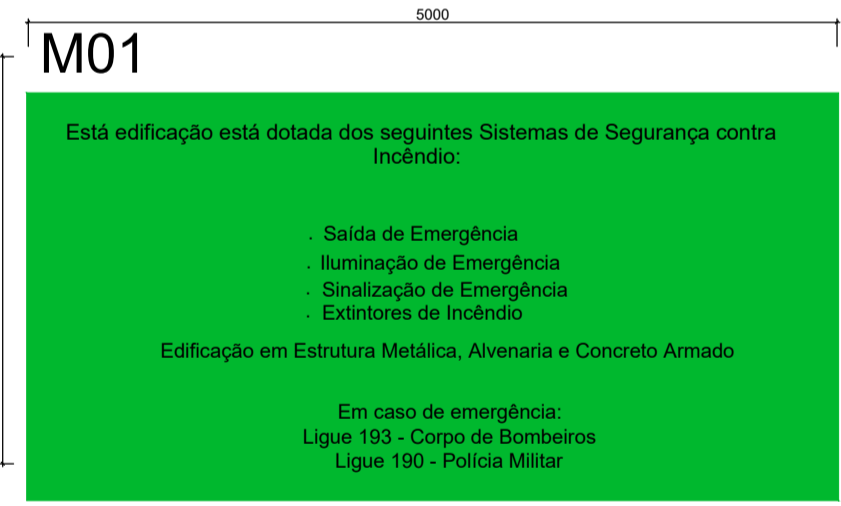 5000
M01
Está edificação está dotada dos seguintes Sistemas de Segurança contra
Incêndio:
. Saída de Emergência
. Iluminação de Emergência
. Sinalização de Emergência
. Extintores de Incêndio
Edificação em Estrutura Metálica, Alvenaria e Concreto Armado
Em caso de emergência:
Ligue 193 - Corpo de Bombeiros
Ligue 190 - Polícia Militar